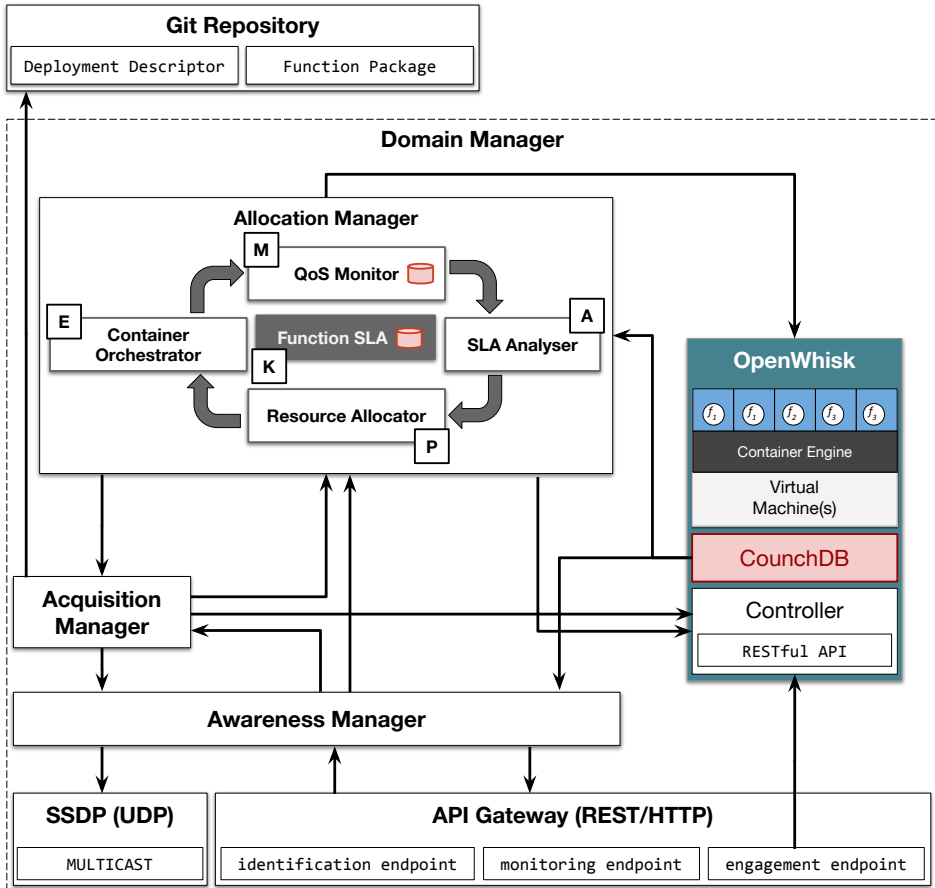 Git Repository
Deployment Descriptor
Function Package
Domain Manager
Allocation Manager
M
QoS Monitor
E
Container
Orchestrator
Function SLA
K
A
SLA Analyser
Resource Allocator
P
OpenWhisk
f1
f1
f2
f3
f3
Container Engine
Virtual
Machine(s)
CounchDB
Controller
RESTful API
Acquisition
Manager
Awareness Manager
SSDP (UDP)
MULTICAST
API Gateway (REST/HTTP)
identification endpoint
monitoring endpoint
engagement endpoint